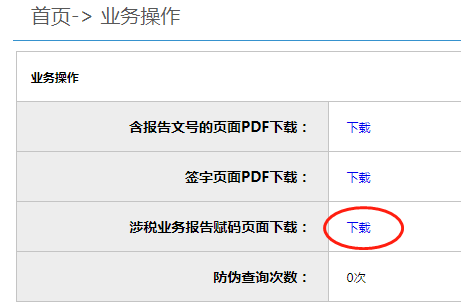 首页-> 业务操作
业务操作
含报告文号的页面PDF下载： 下载
签字页面PDF下载： 下载
涉税业务报告赋码页面下载： 下载
防伪查询次数： 0次